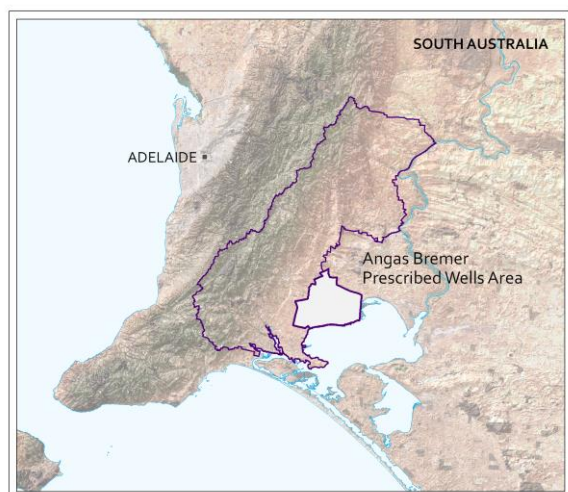 SOUTH AUSTRALIA
ADELAIDE
Angas Bremer
Prescribed Wells Area